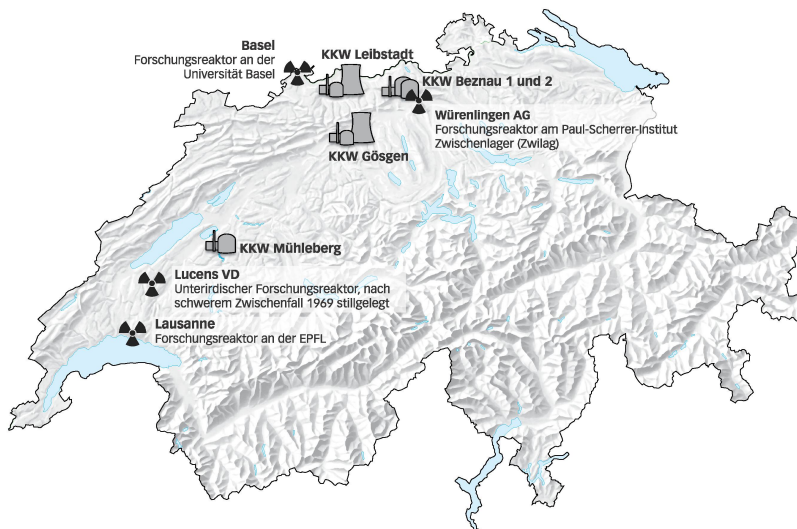 Basel
Forschungsreaktor an der
Universität Basel
KKW Leibstadt
KKW Beznau 1 und 2
Würenlingen AG
Forschungsreaktor am Paul-Scherrer-Institut
Zwischenlager (Zwilag)
KKW Gösgen
KKW Mühleberg
Lucens VD
Unterirdischer Forschungsreaktor, nach
schwerem Zwischenfall 1969 stillgelegt
Lausanne
Forschungsreaktor an der EPFL